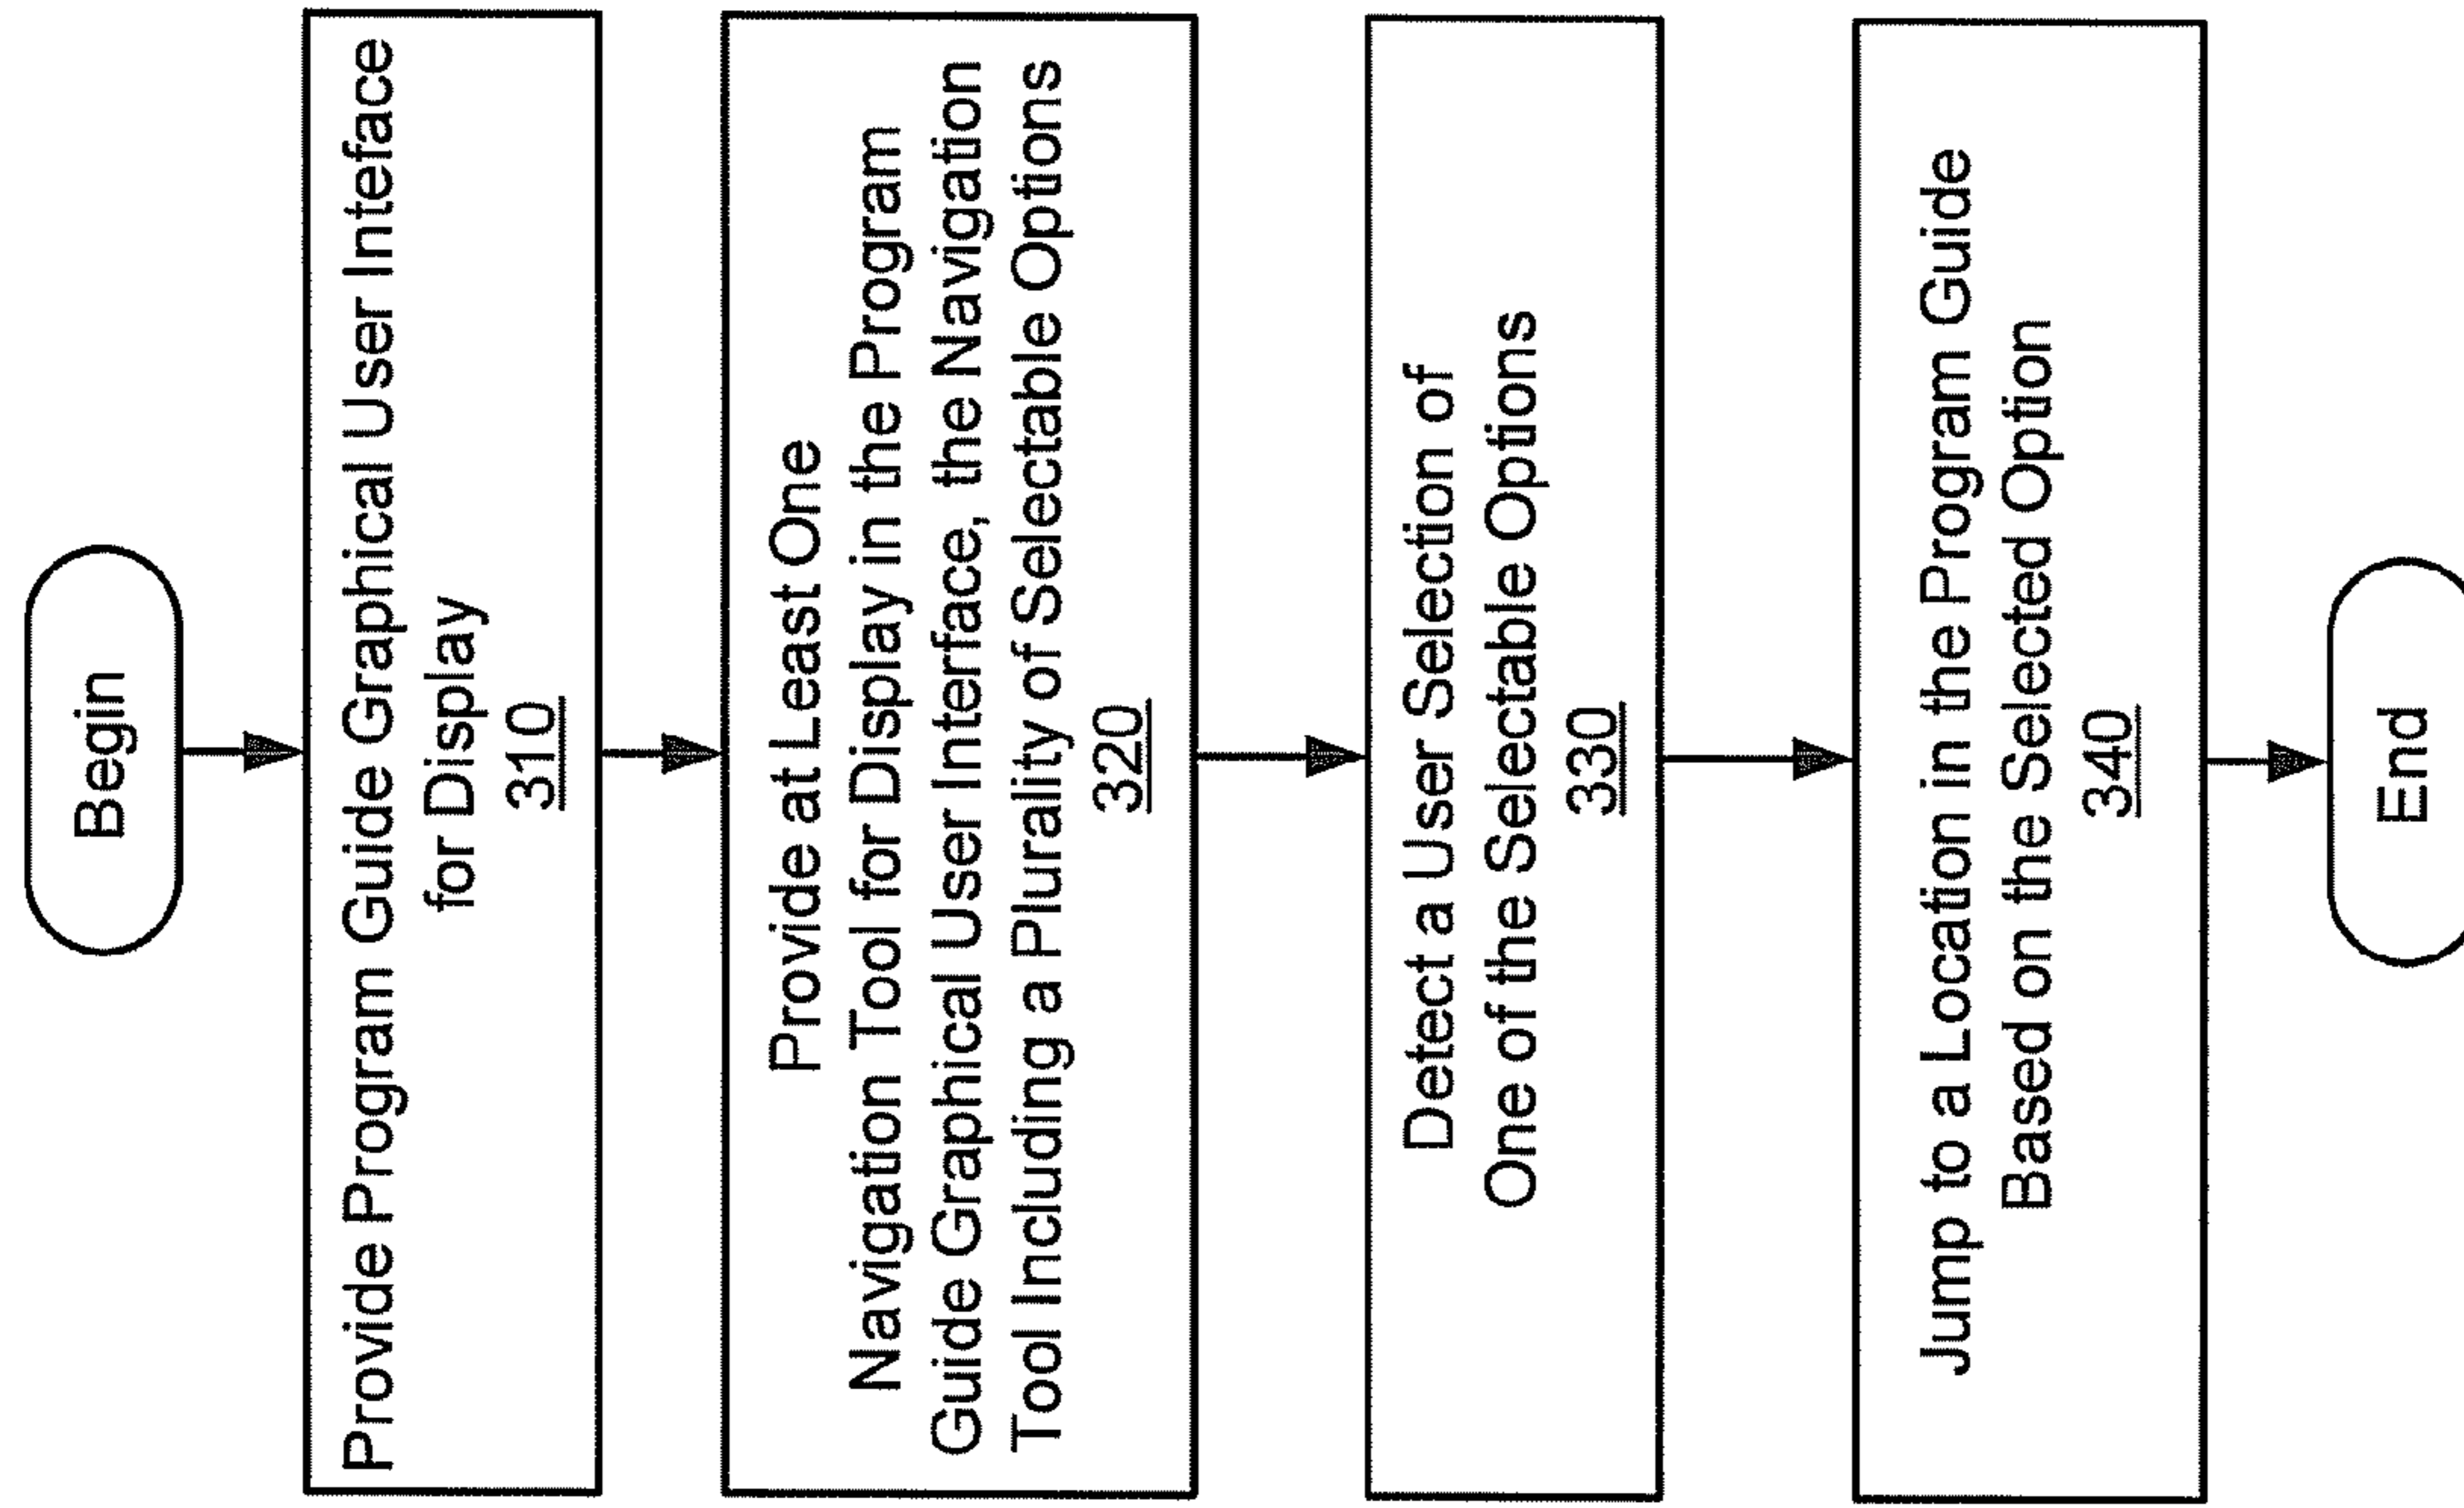 Begin
Provide Program Guide Graphical User Inteface
for Display
310
Provide at Least One
Navigation Tool for Display in the Program
Guide Graphical User Interface, the Navigation
Tool Including a Plurality of Selectable Options
320
Detect a User Selection of
One of the Selectable Options
330
Jump to a Location in the Program Guide
Based on the Selected Option
340
End